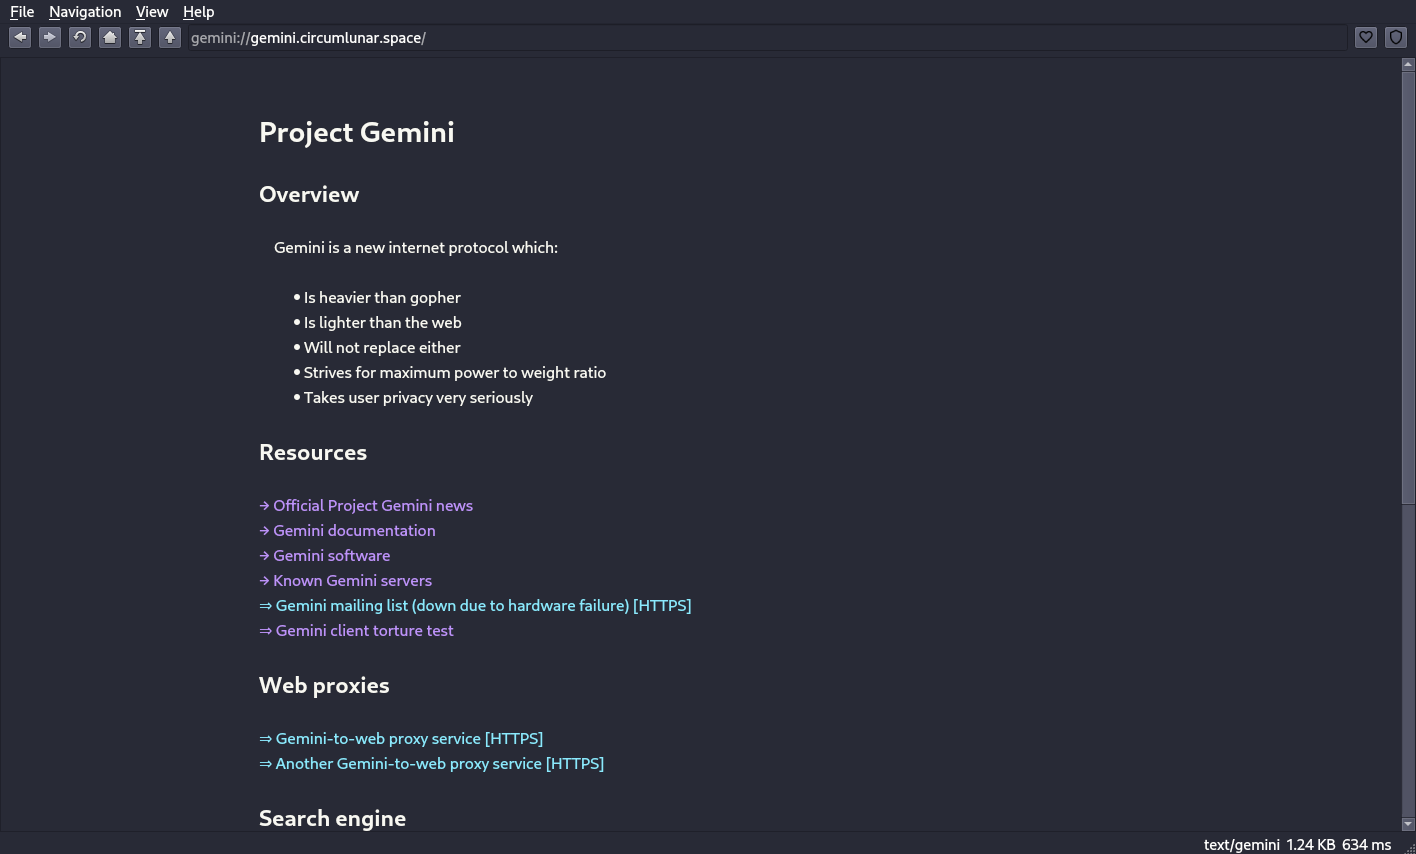 File Navigation View Help
gemini://gemini.circumlunar.space/
Project Gemini
Overview
Gemini is a new internet protocol which:
• Is heavier than gopher
• Is lighter than the web
• Will not replace either
• Strives for maximum power to weight ratio
• Takes user privacy very seriously
Resources
→ Official Project Gemini news
→ Gemini documentation
→ Gemini software
→ Known Gemini servers
⇒ Gemini mailing list (down due to hardware failure) [HTTPS]
⇒ Gemini client torture test
Web proxies
⇒ Gemini-to-web proxy service [HTTPS]
⇒ Another Gemini-to-web proxy service [HTTPS]
Search engine
text/gemini 1.24 KB 634 ms